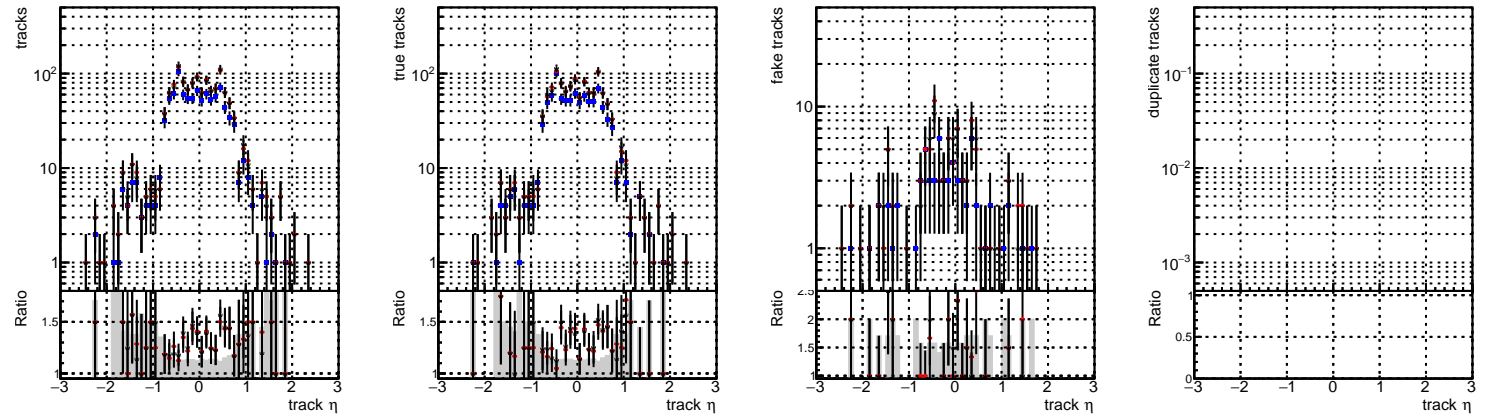 tracks
10²
10
1
Ratio
1.5
1
−3 −2 −1 0 1 2 3
track η
true tracks
10²
10
1
Ratio
1.5
1
−3 −2 −1 0 1 2 3
track η
fake tracks
10
1
Ratio
2.5
2
1.5
1
−3 −2 −1 0 1 2 3
track η
duplicate tracks
10⁻¹
10⁻²
10⁻³
Ratio
1
0.5
0
−3 −2 −1 0 1 2 3
track η